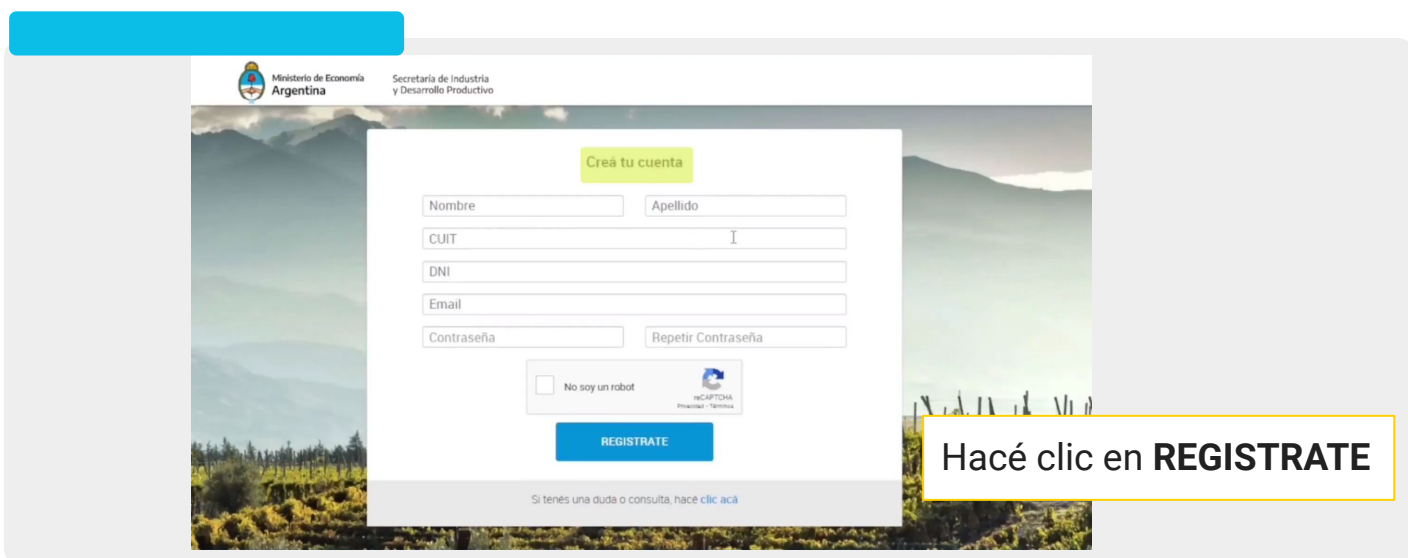 Ministerio de Economía
Argentina
Secretaría de Industria
y Desarrollo Productivo
Creá tu cuenta
Nombre
Apellido
CUIT
DNI
Email
Contraseña
Repetir Contraseña
No soy un robot
reCAPTCHA
Privacidad - Términos
REGISTRATE
Si tenés una duda o consulta, hacé clic acá
Hacé clic en REGISTRATE